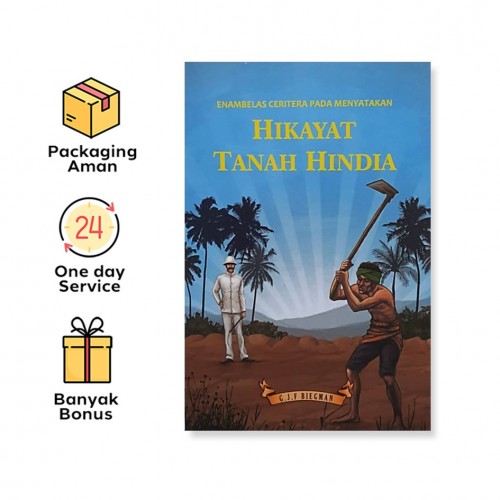 Packaging
Aman
24
One day
Service
Banyak
Bonus
ENAMBELAS CERITERA PADA MENYATAKAN
HIKAYAT
TANAH HINDIA
G.J.F BIEGMAN